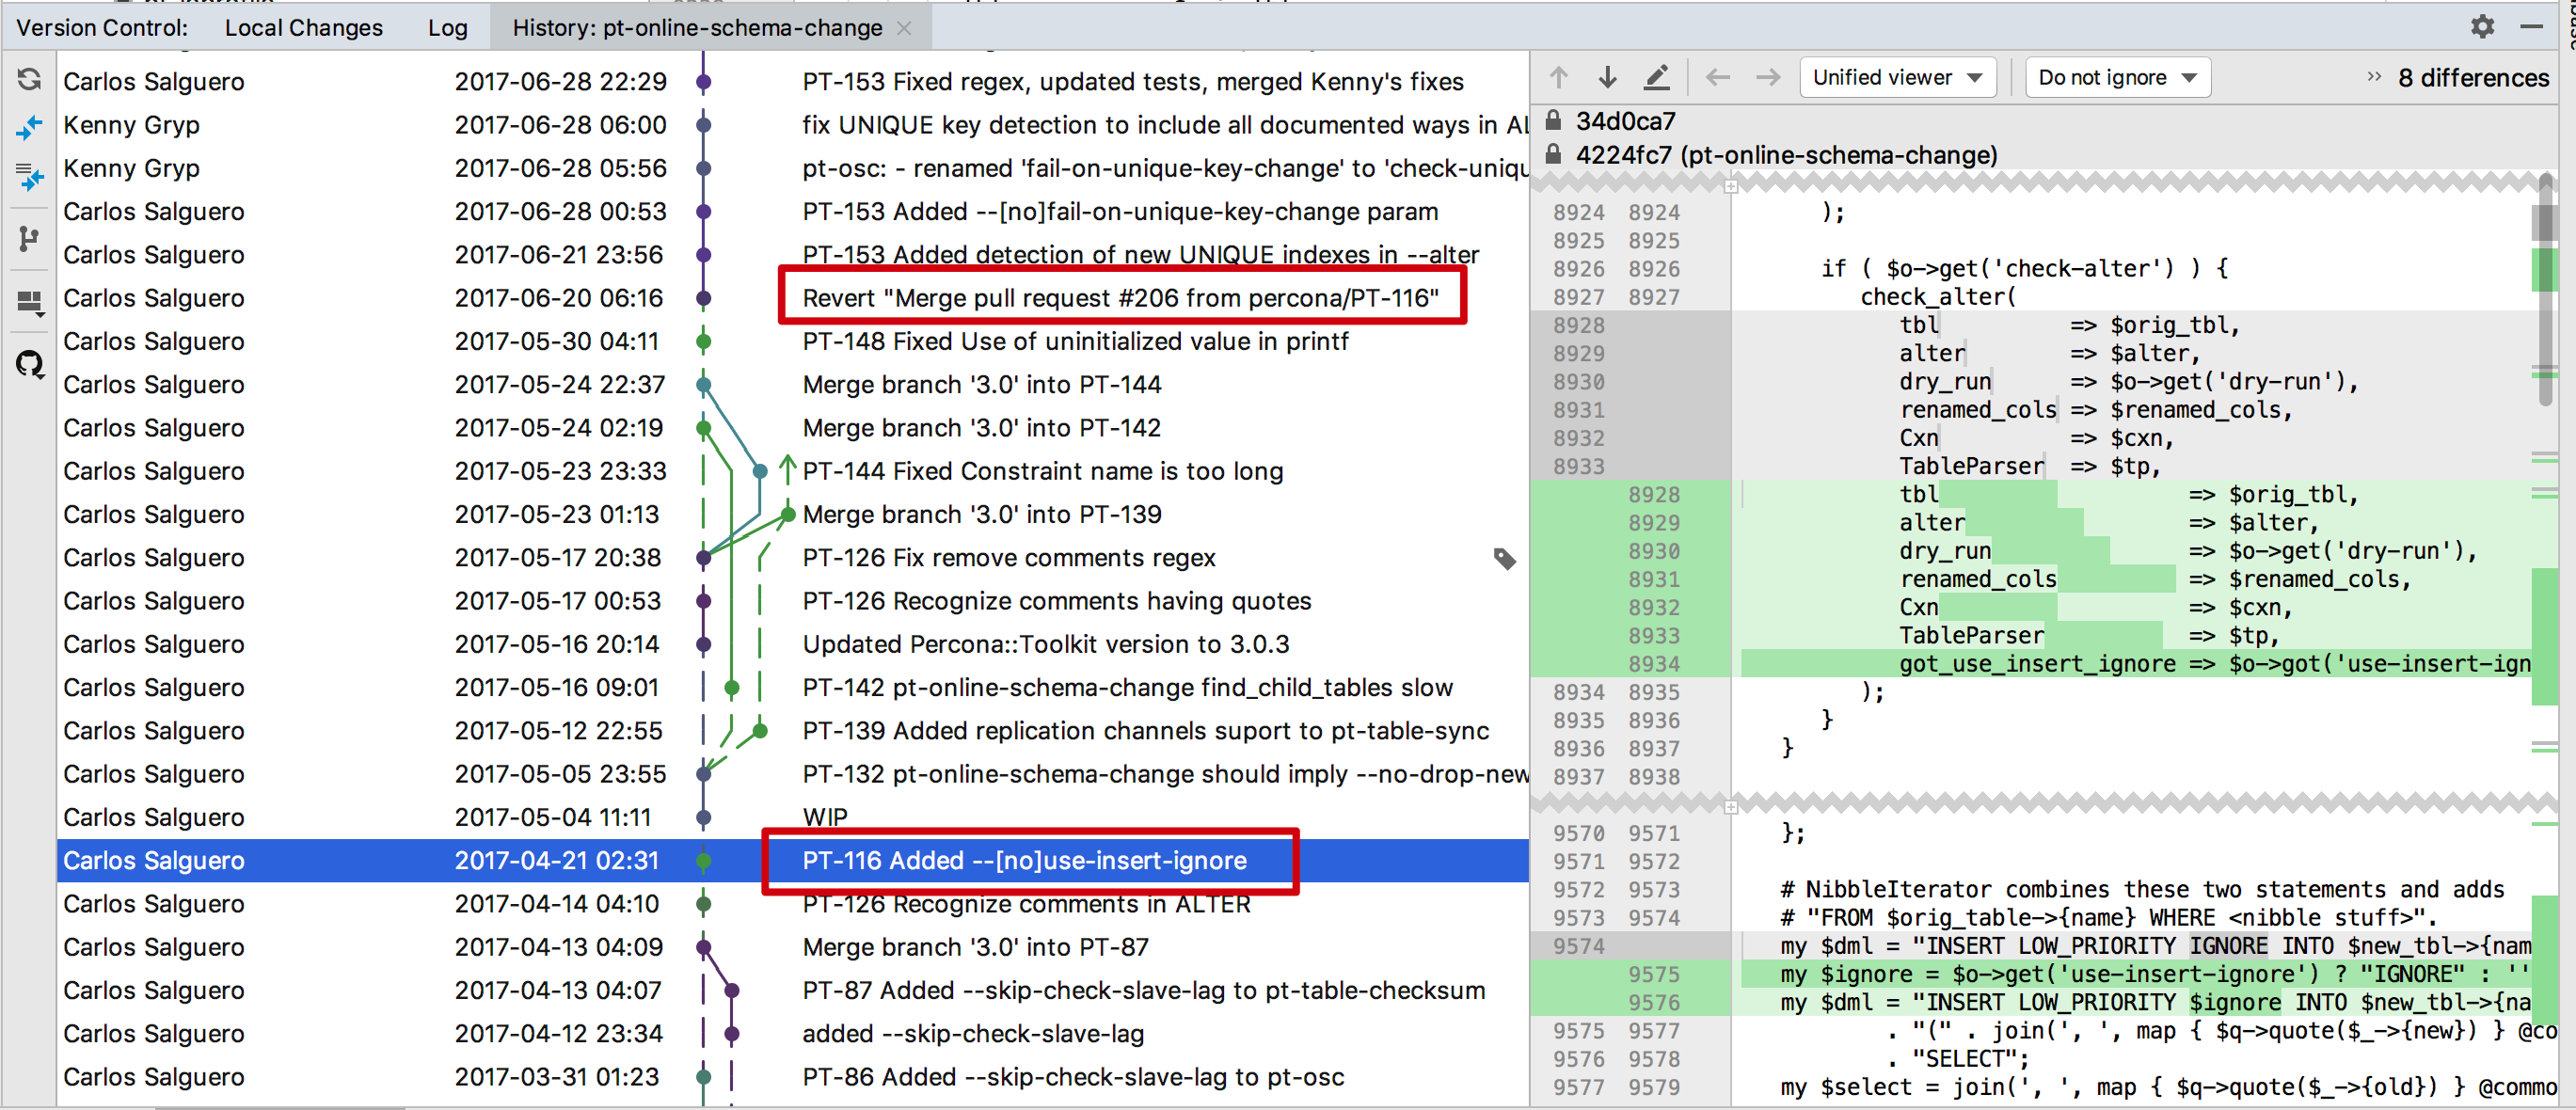 Version Control: Local Changes Log History: pt-online-schema-change
Carlos Salguero 2017-06-28 22:29 PT-153 Fixed regex, updated tests, merged Kenny's fixes
Kenny Gryp 2017-06-28 06:00 fix UNIQUE key detection to include all documented ways in AL
Kenny Gryp 2017-06-28 05:56 pt-osc: - renamed 'fail-on-unique-key-change' to 'check-uniqu
Carlos Salguero 2017-06-28 00:53 PT-153 Added --[no]fail-on-unique-key-change param
Carlos Salguero 2017-06-21 23:56 PT-153 Added detection of new UNIQUE indexes in --alter
Carlos Salguero 2017-06-20 06:16 Revert "Merge pull request #206 from percona/PT-116"
Carlos Salguero 2017-05-30 04:11 PT-148 Fixed Use of uninitialized value in printf
Carlos Salguero 2017-05-24 22:37 Merge branch '3.0' into PT-144
Carlos Salguero 2017-05-24 02:19 Merge branch '3.0' into PT-142
Carlos Salguero 2017-05-23 23:33 PT-144 Fixed Constraint name is too long
Carlos Salguero 2017-05-23 01:13 Merge branch '3.0' into PT-139
Carlos Salguero 2017-05-17 20:38 PT-126 Fix remove comments regex
Carlos Salguero 2017-05-17 00:53 PT-126 Recognize comments having quotes
Carlos Salguero 2017-05-16 20:14 Updated Percona::Toolkit version to 3.0.3
Carlos Salguero 2017-05-16 09:01 PT-142 pt-online-schema-change find_child_tables slow
Carlos Salguero 2017-05-12 22:55 PT-139 Added replication channels suport to pt-table-sync
Carlos Salguero 2017-05-05 23:55 PT-132 pt-online-schema-change should imply --no-drop-new
Carlos Salguero 2017-05-04 11:11 WIP
Carlos Salguero 2017-04-21 02:31 PT-116 Added --[no]use-insert-ignore
Carlos Salguero 2017-04-14 04:10 PT-126 Recognize comments in ALTER
Carlos Salguero 2017-04-13 04:09 Merge branch '3.0' into PT-87
Carlos Salguero 2017-04-13 04:07 PT-87 Added --skip-check-slave-lag to pt-table-checksum
Carlos Salguero 2017-04-12 23:34 added --skip-check-slave-lag
Carlos Salguero 2017-03-31 01:23 PT-86 Added --skip-check-slave-lag to pt-osc
Unified viewer Do not ignore 8 differences
34d0ca7
4224fc7 (pt-online-schema-change)
8924 8924 );
8925 8925
8926 8926 if ( $o->get('check-alter') ) {
8927 8927 check_alter(
8928 tbl => $orig_tbl,
8929 alter => $alter,
8930 dry_run => $o->get('dry-run'),
8931 renamed_cols => $renamed_cols,
8932 Cxn => $cxn,
8933 TableParser => $tp,
8928 tbl => $orig_tbl,
8929 alter => $alter,
8930 dry_run => $o->get('dry-run'),
8931 renamed_cols => $renamed_cols,
8932 Cxn => $cxn,
8933 TableParser => $tp,
8934 got_use_insert_ignore => $o->got('use-insert-ign
8934 8935 );
8935 8936 }
8936 8937 }
8937 8938
9570 9571 };
9571 9572
9572 9573 # NibbleIterator combines these two statements and adds
9573 9574 # "FROM $orig_table->{name} WHERE <nibble stuff>".
9574 my $dml = "INSERT LOW_PRIORITY IGNORE INTO $new_tbl->{nam
9575 my $ignore = $o->get('use-insert-ignore') ? "IGNORE" : ''
9576 my $dml = "INSERT LOW_PRIORITY $ignore INTO $new_tbl->{na
9575 9577 . "(" . join(', ', map { $q->quote($_->{new}) } @co
9576 9578 . "SELECT";
9577 9579 my $select = join(', ', map { $q->quote($_->{old}) } @commo